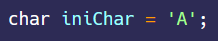 char iniChar = 'A';